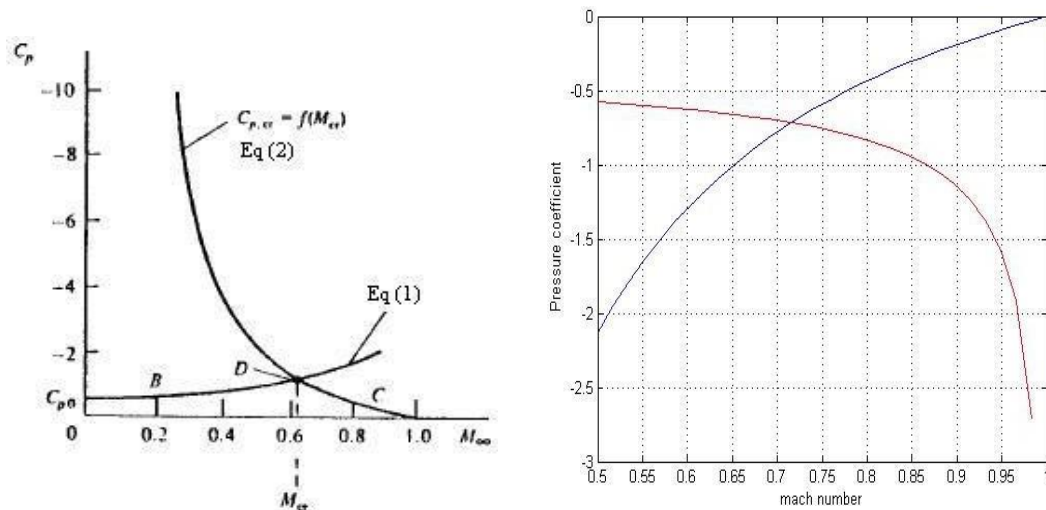 C_p
-10
C_p,cr = f(M_cr)
Eq (2)
-8
-6
-4
Eq (1)
-2
B
D
C
C_p0
0
0.2
0.4
0.6
0.8
1.0
M_∞
M_cr
0
-0.5
-1
-1.5
-2
-2.5
-3
Pressure coefficient
0.5 0.55 0.6 0.65 0.7 0.75 0.8 0.85 0.9 0.95 1
mach number